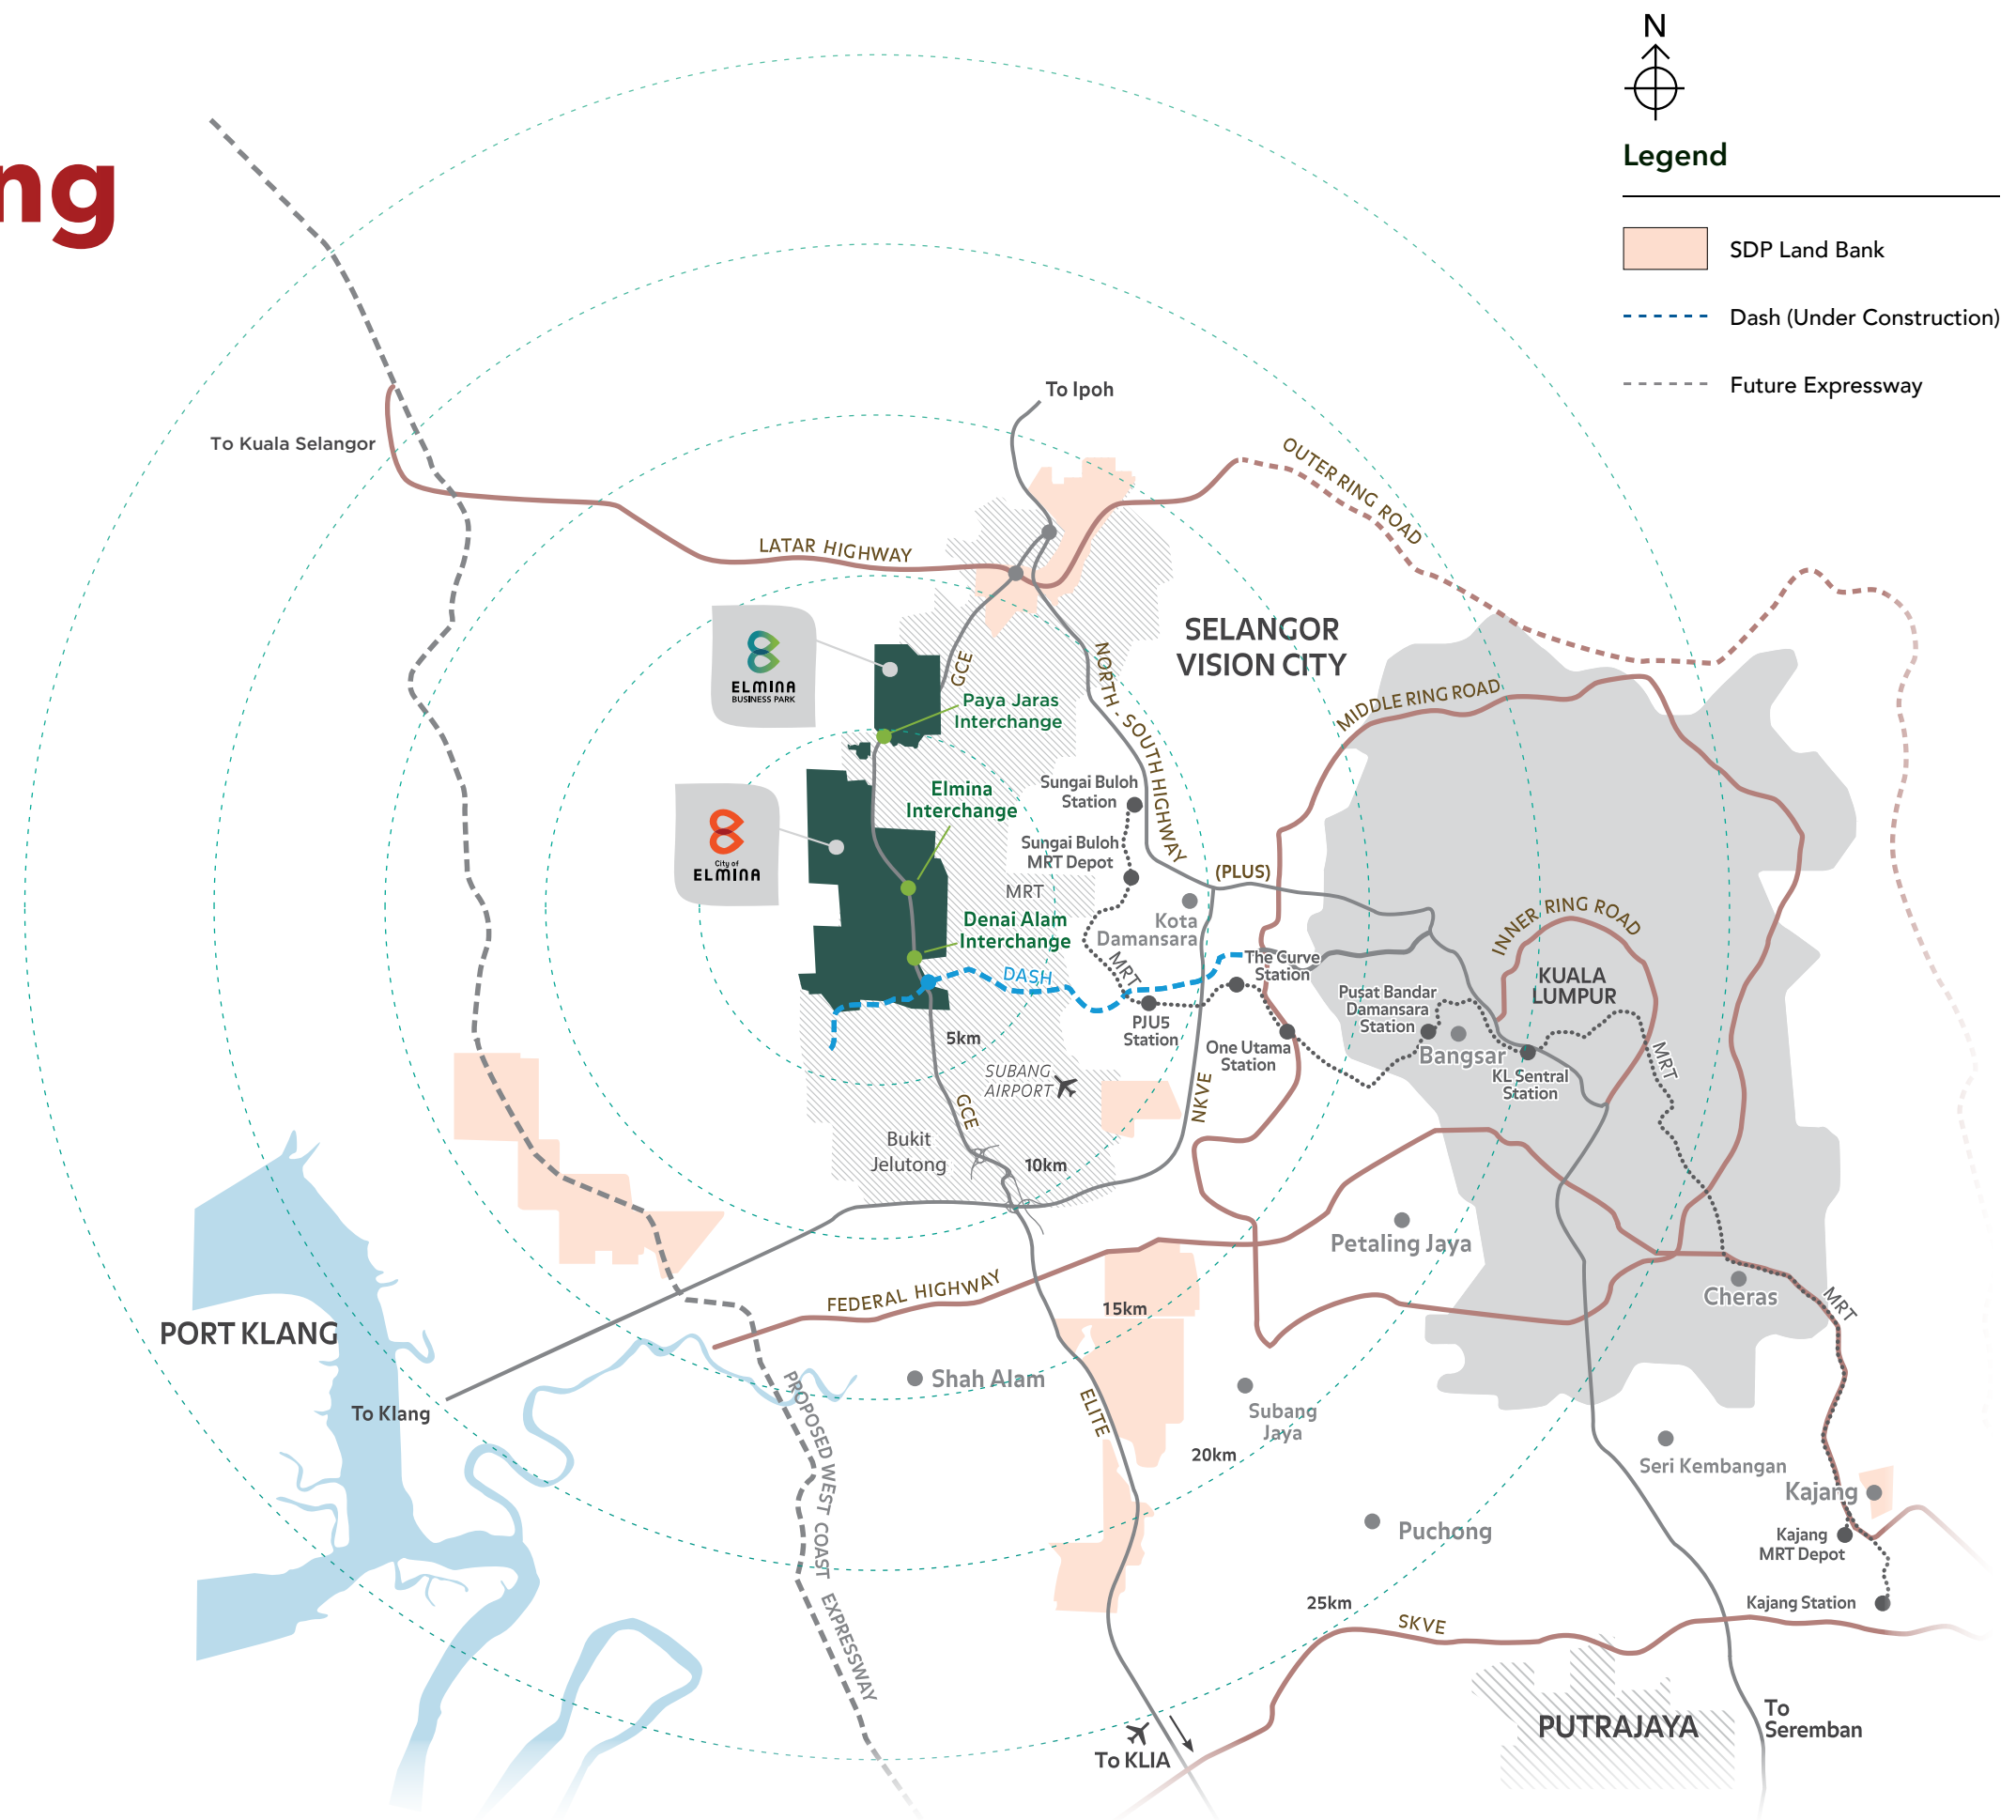 ng
N
Legend
SDP Land Bank
Dash (Under Construction)
Future Expressway
To Ipoh
To Kuala Selangor
OUTER RING ROAD
LATAR HIGHWAY
SELANGOR
VISION CITY
GCE
NORTH - SOUTH HIGHWAY
MIDDLE RING ROAD
ELMINA
BUSINESS PARK
Paya Jaras
Interchange
Elmina
Interchange
Sungai Buloh
Station
Sungai Buloh
MRT Depot
City of
ELMINA
(PLUS)
MRT
Kota
Damansara
Denai Alam
Interchange
INNER RING ROAD
MRT
DASH
The Curve
Station
KUALA
LUMPUR
Pusat Bandar
Damansara
Station
PJU5
Station
One Utama
Station
Bangsar
KL Sentral
Station
MRT
5km
SUBANG
AIRPORT
NKVE
GCE
Bukit
Jelutong
10km
Petaling Jaya
Cheras
MRT
FEDERAL HIGHWAY
15km
PORT KLANG
Shah Alam
To Klang
ELITE
Subang
Jaya
20km
PROPOSED WEST COAST EXPRESSWAY
Seri Kembangan
Kajang
Puchong
Kajang
MRT Depot
Kajang Station
25km
SKVE
PUTRAJAYA
To
Seremban
To KLIA